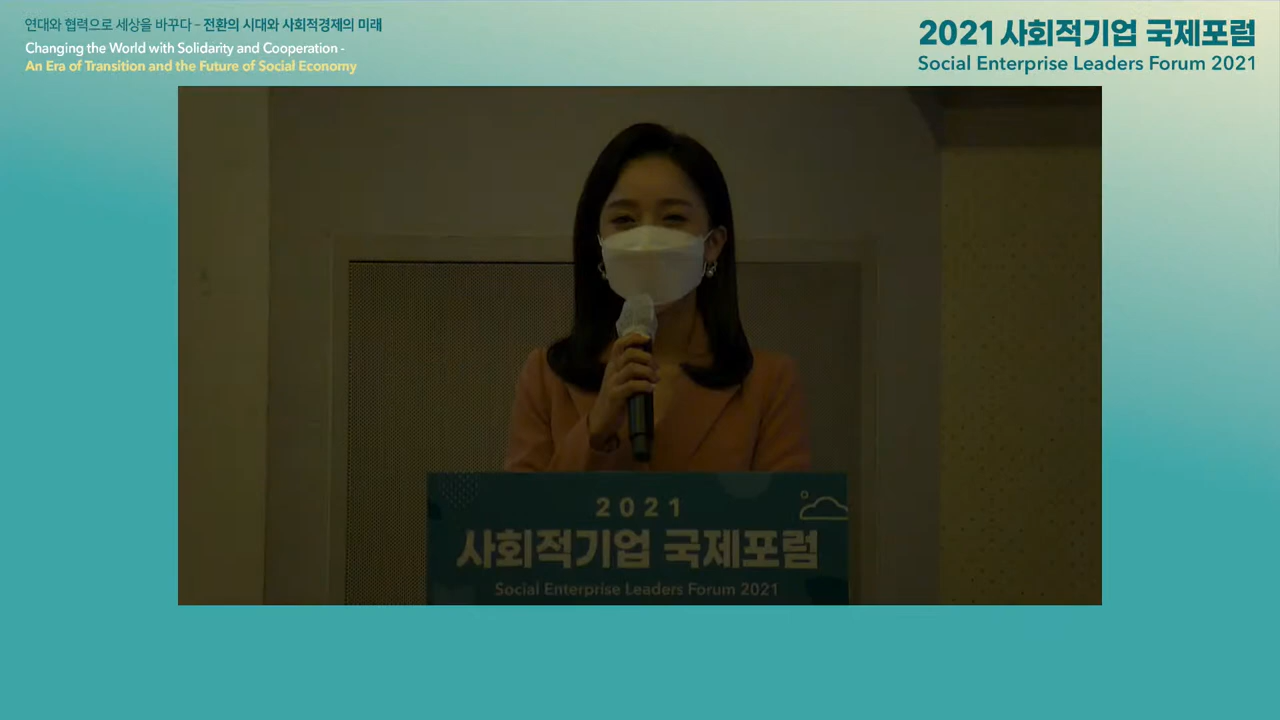 연대와 협력으로 세상을 바꾸다 - 전환의 시대와 사회적경제의 미래
Changing the World with Solidarity and Cooperation -
An Era of Transition and the Future of Social Economy
2021 사회적기업 국제포럼
Social Enterprise Leaders Forum 2021
2021
사회적기업 국제포럼
Social Enterprise Leaders Forum 2021